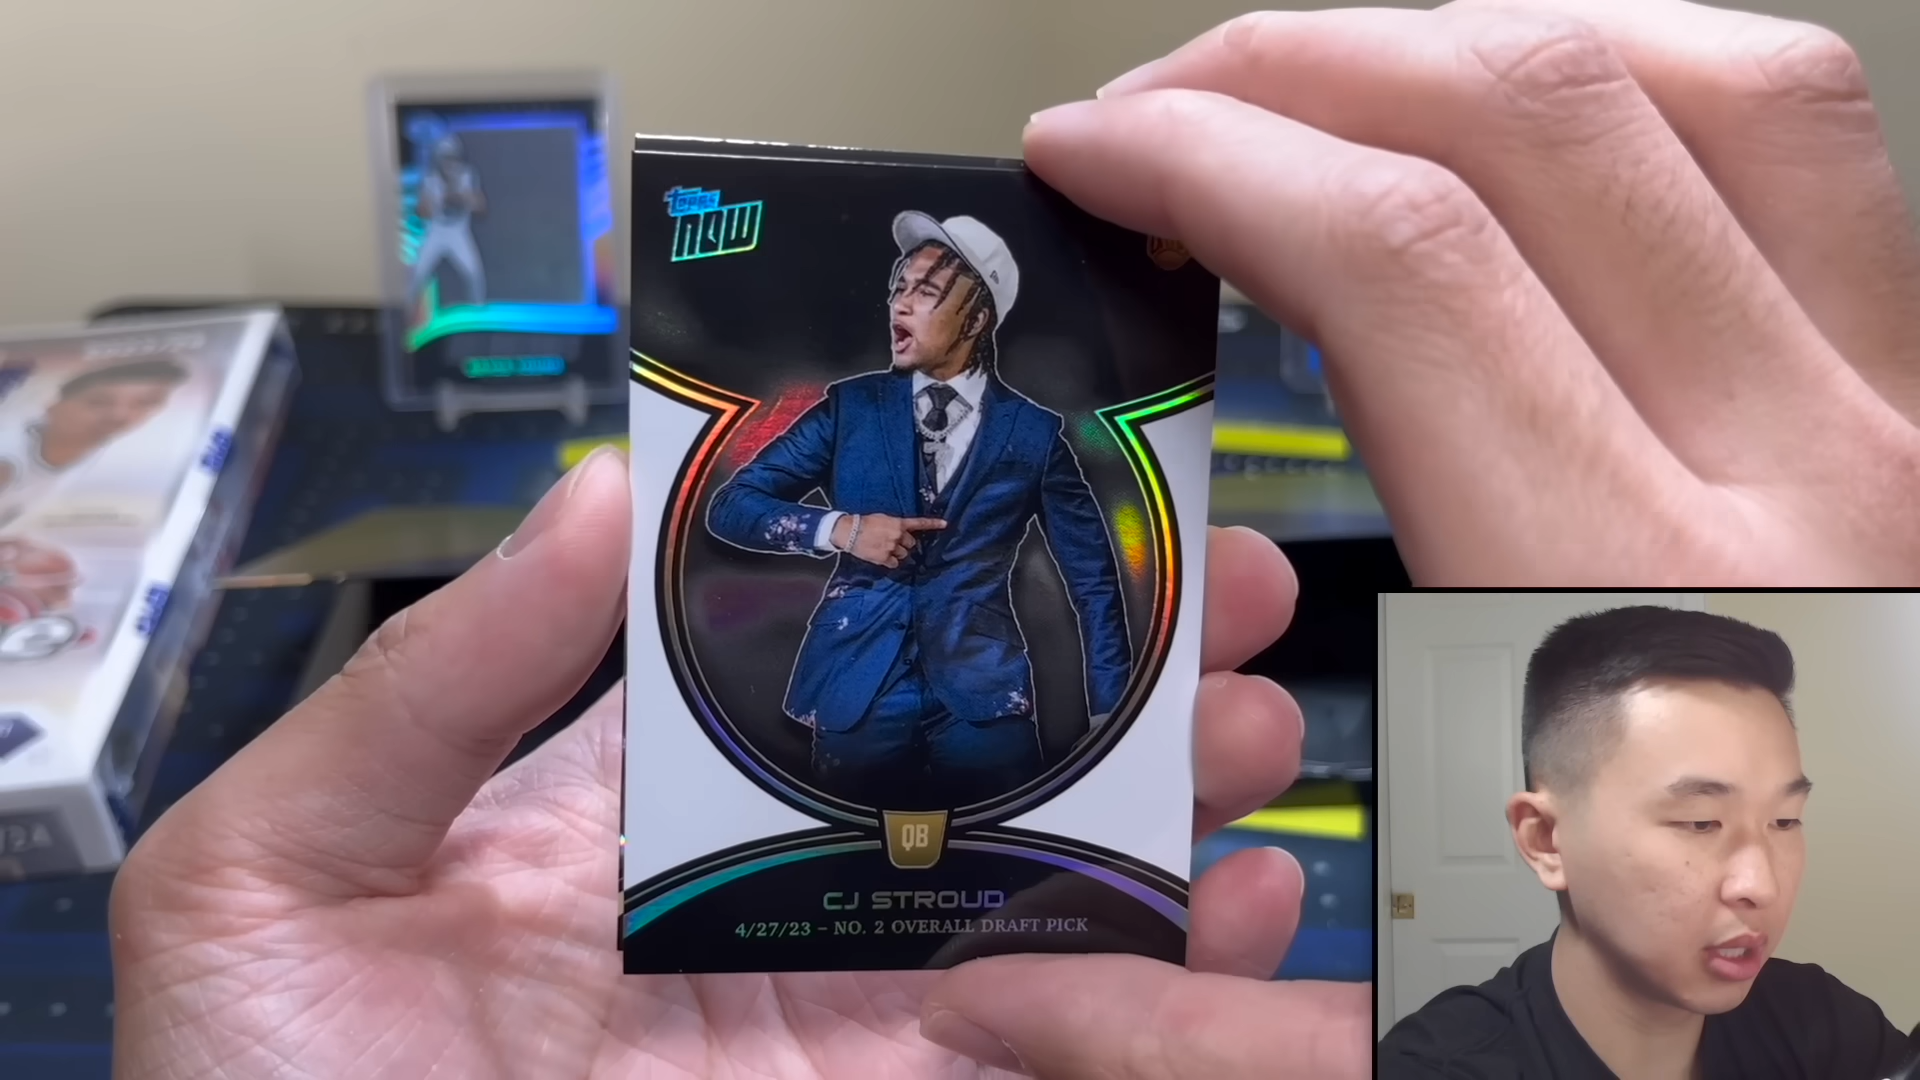 topps
NOW
QB
CJ STROUD
4/27/23 – NO. 2 OVERALL DRAFT PICK